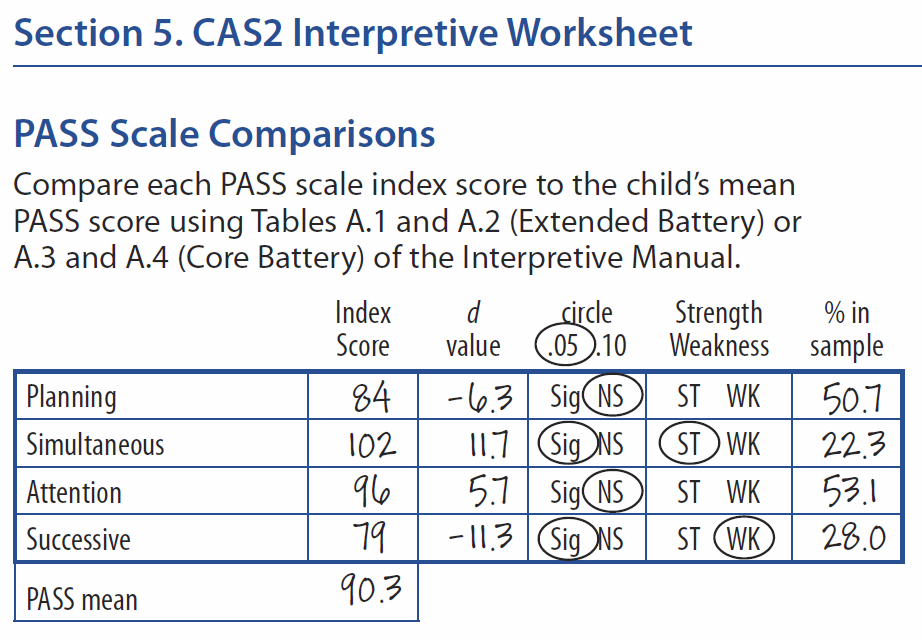 Section 5. CAS2 Interpretive Worksheet
PASS Scale Comparisons
Compare each PASS scale index score to the child's mean
PASS score using Tables A.1 and A.2 (Extended Battery) or
A.3 and A.4 (Core Battery) of the Interpretive Manual.
Index d circle Strength % in
Score value .05 .10 Weakness sample
Planning 84 -6.3 Sig NS ST WK 50.7
Simultaneous 102 11.7 Sig NS ST WK 22.3
Attention 96 5.7 Sig NS ST WK 53.1
Successive 79 -11.3 Sig NS ST WK 28.0
PASS mean 90.3